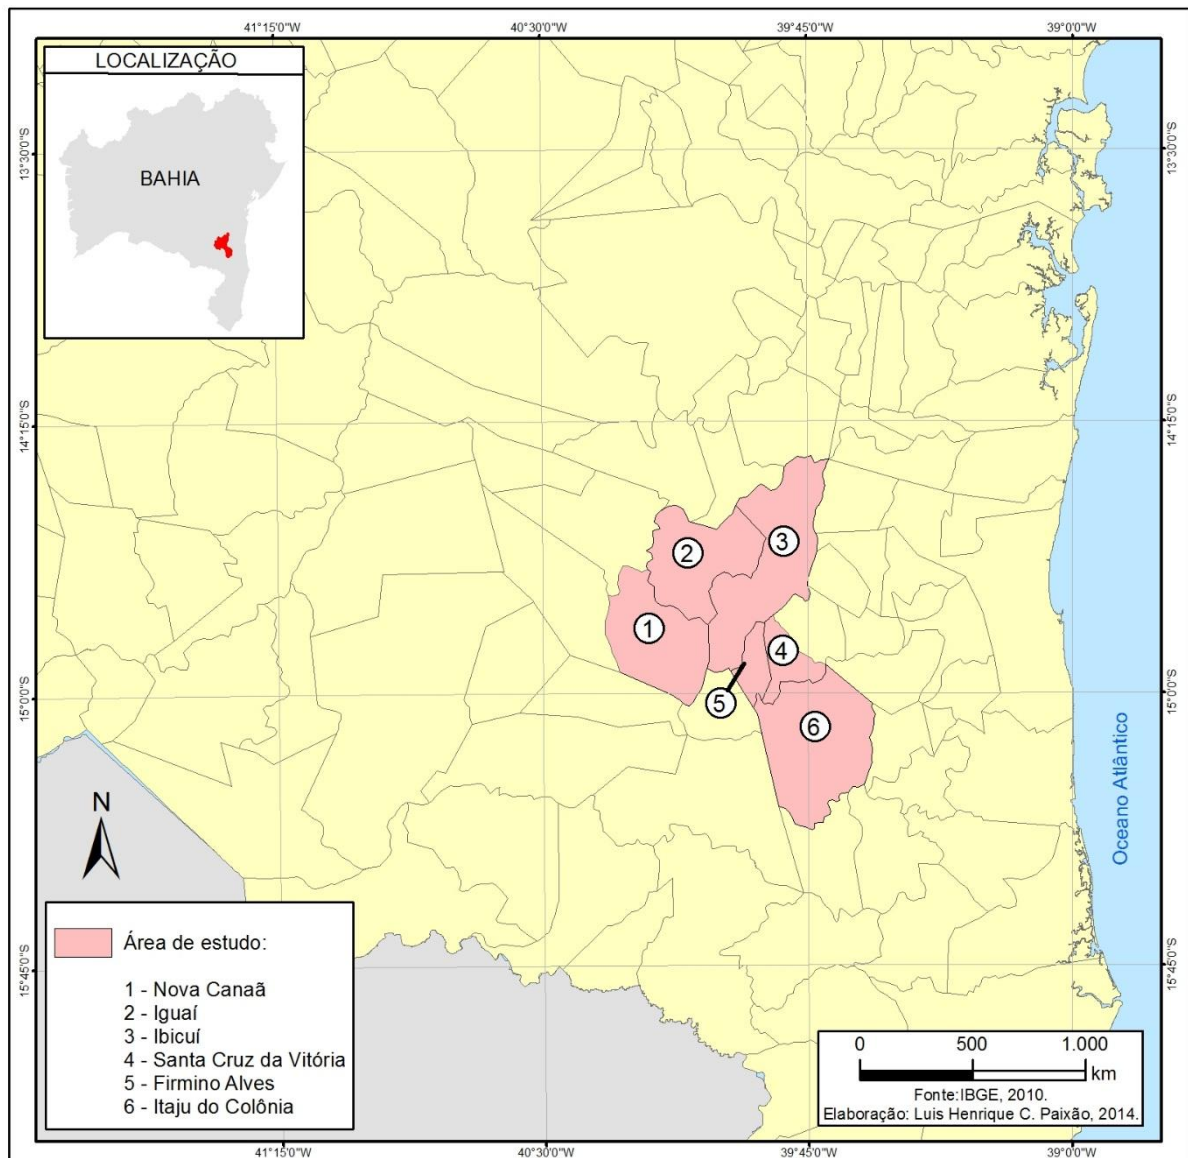 41°15'0"W
40°30'0"W
39°45'0"W
39°0'0"W
LOCALIZAÇÃO
BAHIA
13°30'0"S
13°30'0"S
14°15'0"S
14°15'0"S
15°0'0"S
15°0'0"S
15°45'0"S
15°45'0"S
1
2
3
4
5
6
Oceano Atlântico
N
Área de estudo:
1 - Nova Canaã
2 - Iguaí
3 - Ibicuí
4 - Santa Cruz da Vitória
5 - Firmino Alves
6 - Itaju do Colônia
0 500 1.000
km
Fonte:IBGE, 2010.
Elaboração: Luis Henrique C. Paixão, 2014.
41°15'0"W
40°30'0"W
39°45'0"W
39°0'0"W